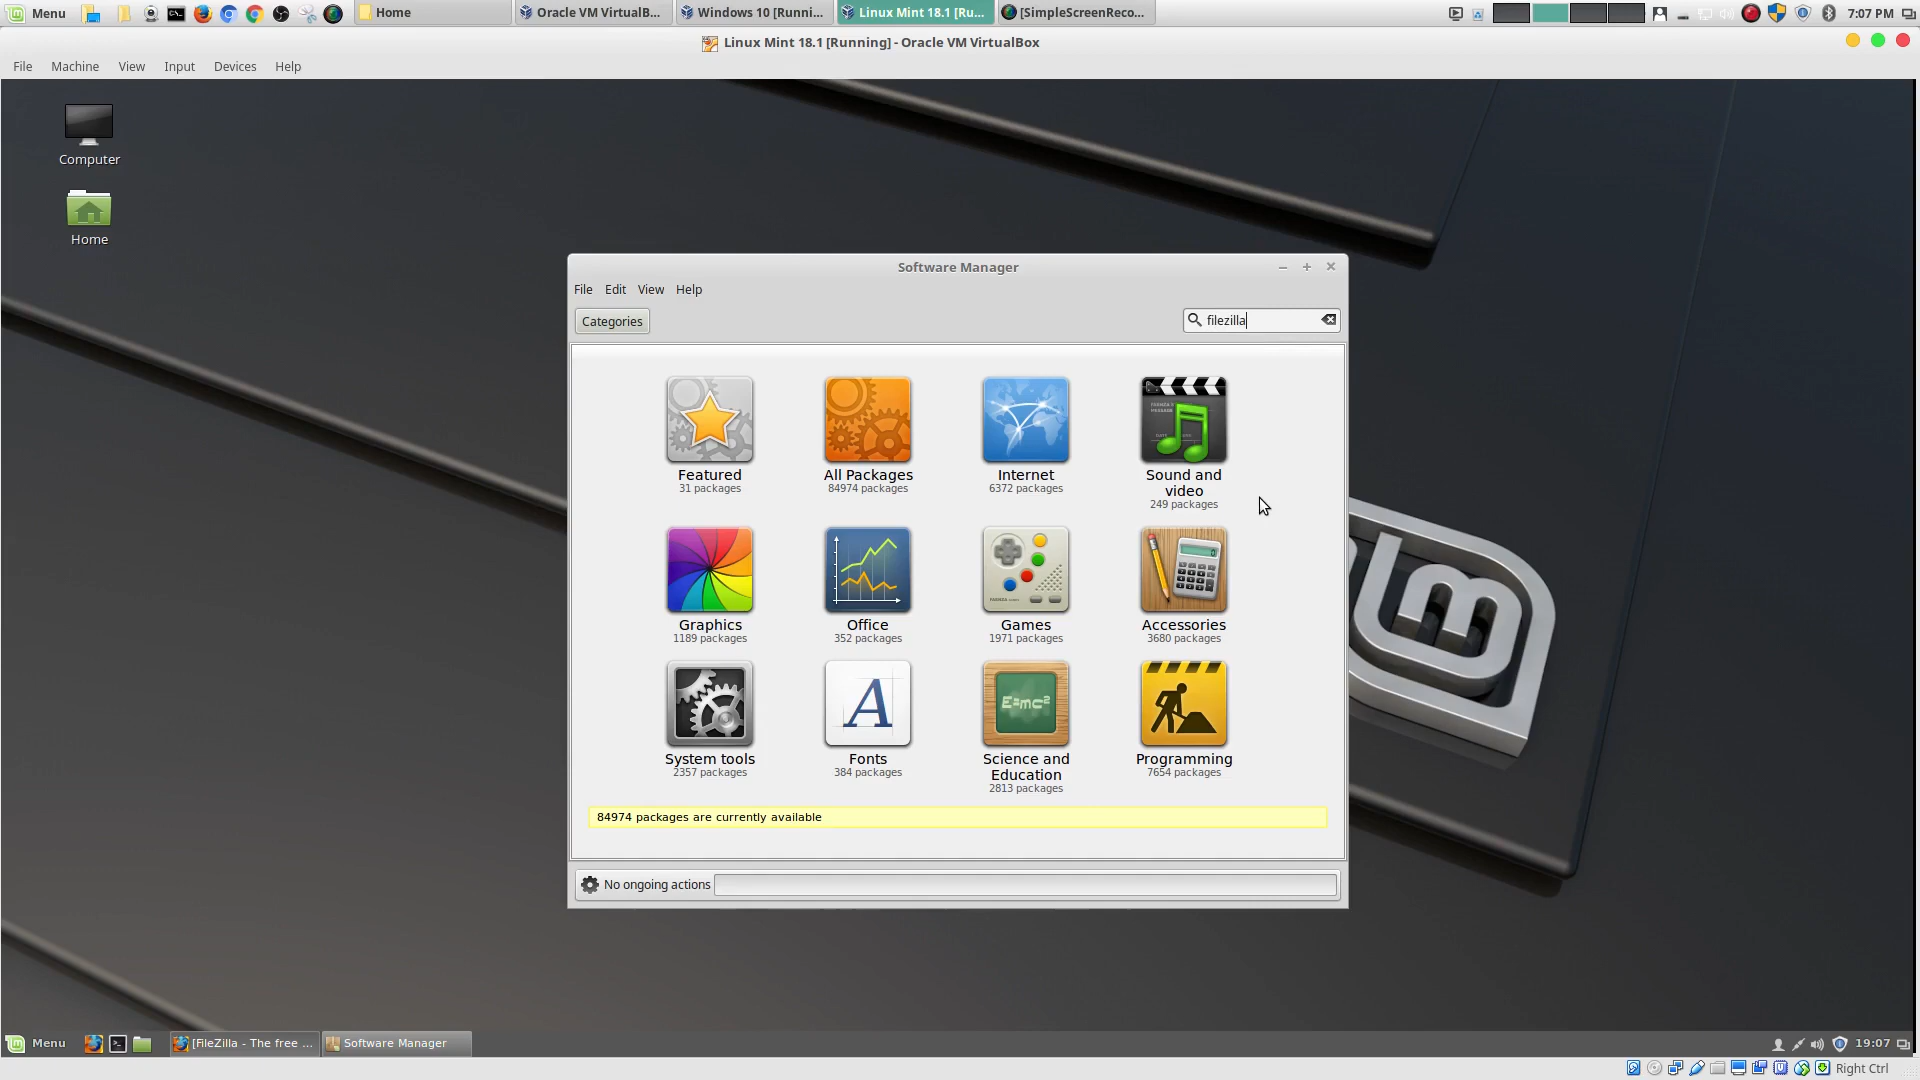 Menu
Home
Oracle VM VirtualB...
Windows 10 [Runni...
Linux Mint 18.1 [Ru...
[SimpleScreenReco...
7:07 PM
Linux Mint 18.1 [Running] - Oracle VM VirtualBox
File Machine View Input Devices Help
Computer
Home
Software Manager
File Edit View Help
Categories
filezilla
Featured
31 packages
All Packages
84974 packages
Internet
6372 packages
Sound and
video
249 packages
Graphics
1189 packages
Office
352 packages
Games
1971 packages
Accessories
3680 packages
System tools
2357 packages
Fonts
384 packages
E=mc²
Science and
Education
2813 packages
Programming
7654 packages
84974 packages are currently available
No ongoing actions
Menu
[FileZilla - The free ...
Software Manager
19:07
Right Ctrl